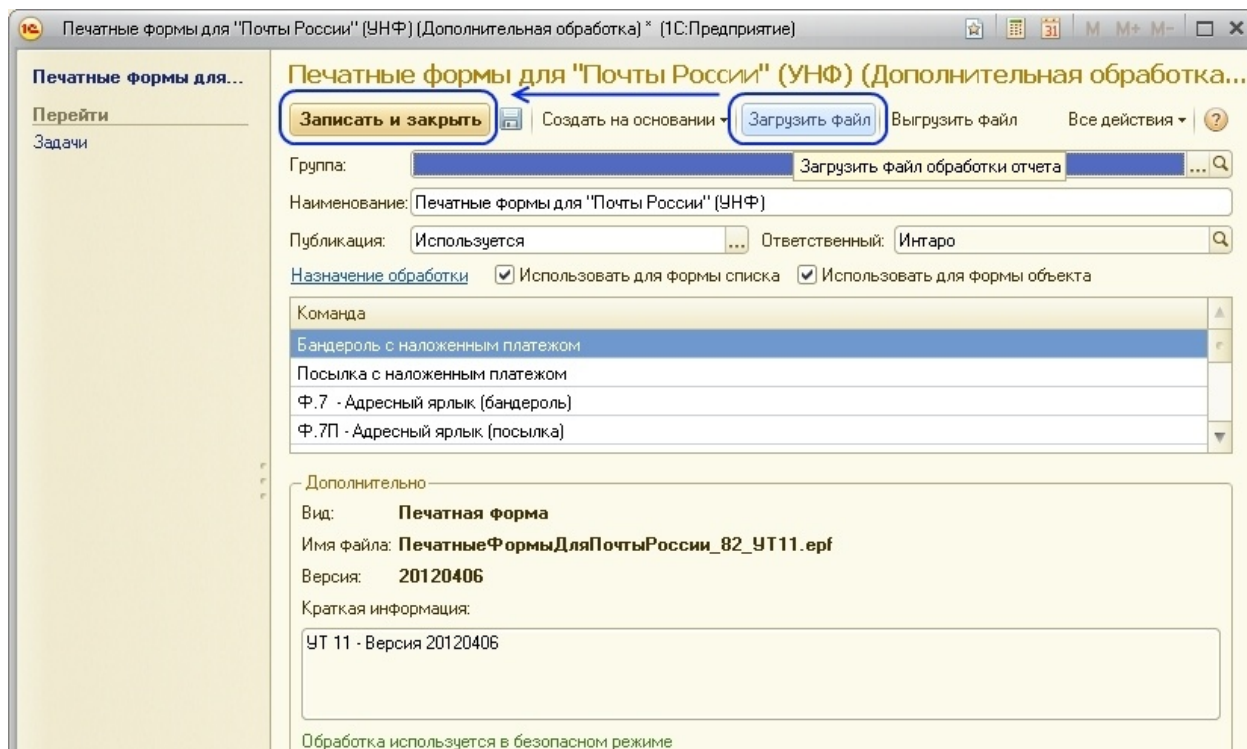 Печатные формы для "Почты России" (УНФ) (Дополнительная обработка) * (1С:Предприятие)
31 M M+ M-
Печатные формы для...
Перейти
Задачи
Печатные формы для "Почты России" (УНФ) (Дополнительная обработка...
Записать и закрыть Создать на основании Загрузить файл Выгрузить файл Все действия ?
Группа: ...
Загрузить файл обработки отчета
Наименование: Печатные формы для "Почты России" (УНФ)
Публикация: Используется ... Ответственный: Интаро
Назначение обработки Использовать для формы списка Использовать для формы объекта
Команда
Бандероль с наложенным платежом
Посылка с наложенным платежом
Ф.7 - Адресный ярлык (бандероль)
Ф.7П - Адресный ярлык (посылка)
Дополнительно
Вид: Печатная форма
Имя файла: ПечатныеФормыДляПочтыРоссии_82_УТ11.epf
Версия: 20120406
Краткая информация:
УТ 11 - Версия 20120406
Обработка используется в безопасном режиме